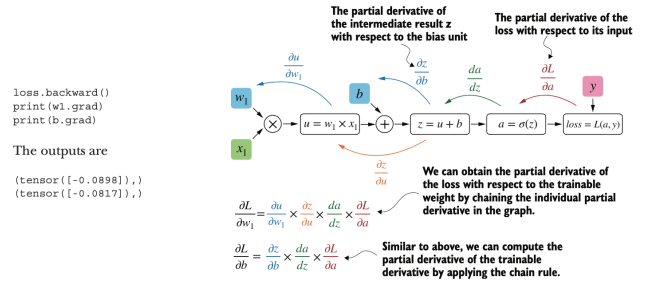 loss.backward()
print(w1.grad)
print(b.grad)
The outputs are
(tensor([-0.0898]),)
(tensor([-0.0817]),)
The partial derivative of
the intermediate result z
with respect to the bias unit
The partial derivative of the
loss with respect to its input
∂u/∂w₁
∂z/∂b
da/dz
∂L/∂a
w₁
b
y
×
u = w₁ × x₁
+
z = u + b
a = σ(z)
loss = L(a, y)
x₁
∂z/∂u
We can obtain the partial derivative of
the loss with respect to the trainable
weight by chaining the individual partial
derivative in the graph.
∂L/∂w₁ = ∂u/∂w₁ × ∂z/∂u × da/dz × ∂L/∂a
Similar to above, we can compute the
partial derivative of the trainable
derivative by applying the chain rule.
∂L/∂b = ∂z/∂b × da/dz × ∂L/∂a